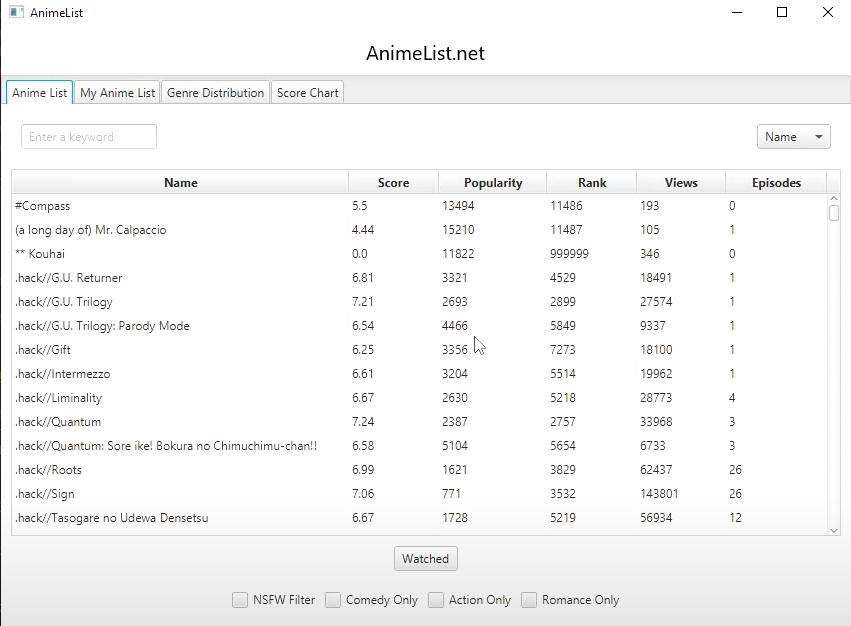 AnimeList
AnimeList.net
Anime List My Anime List Genre Distribution Score Chart
Enter a keyword Name
Name Score Popularity Rank Views Episodes
#Compass 5.5 13494 11486 193 0
(a long day of) Mr. Calpaccio 4.44 15210 11487 105 1
** Kouhai 0.0 11822 999999 346 0
.hack//G.U. Returner 6.81 3321 4529 18491 1
.hack//G.U. Trilogy 7.21 2693 2899 27574 1
.hack//G.U. Trilogy: Parody Mode 6.54 4466 5849 9337 1
.hack//Gift 6.25 3356 7273 18100 1
.hack//Intermezzo 6.61 3204 5514 19962 1
.hack//Liminality 6.67 2630 5218 28773 4
.hack//Quantum 7.24 2387 2757 33968 3
.hack//Quantum: Sore ike! Bokura no Chimuchimu-chan!! 6.58 5104 5654 6733 3
.hack//Roots 6.99 1621 3829 62437 26
.hack//Sign 7.06 771 3532 143801 26
.hack//Tasogare no Udewa Densetsu 6.67 1728 5219 56934 12
Watched
NSFW Filter Comedy Only Action Only Romance Only